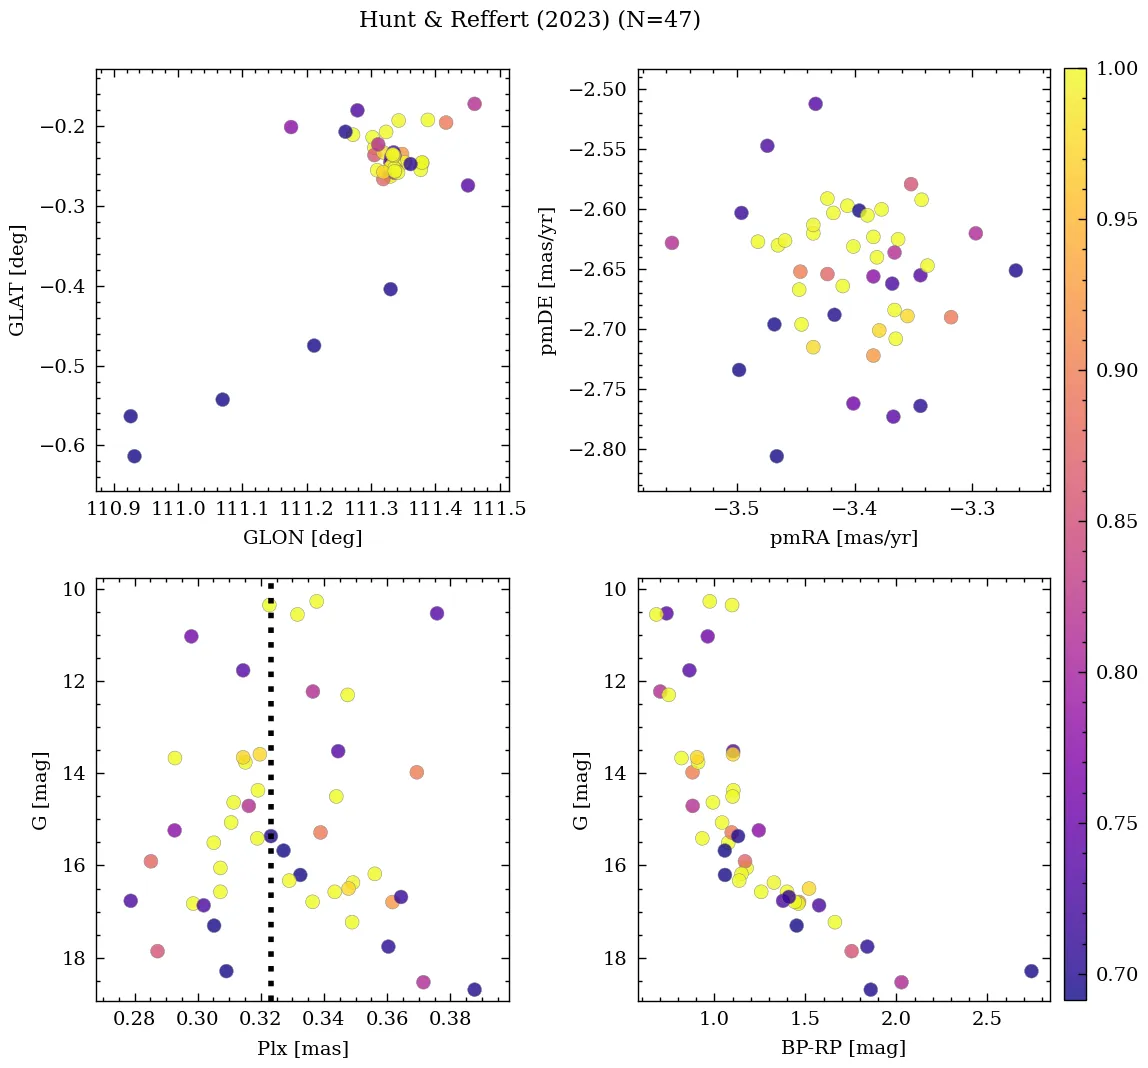 Hunt & Reffert (2023) (N=47)
−0.2
−0.3
−0.4
−0.5
−0.6
GLAT [deg]
110.9 111.0 111.1 111.2 111.3 111.4 111.5
GLON [deg]
−2.50
−2.55
−2.60
−2.65
−2.70
−2.75
−2.80
pmDE [mas/yr]
−3.5 −3.4 −3.3
pmRA [mas/yr]
10
12
14
16
18
G [mag]
0.28 0.30 0.32 0.34 0.36 0.38
Plx [mas]
10
12
14
16
18
G [mag]
1.0 1.5 2.0 2.5
BP-RP [mag]
1.00
0.95
0.90
0.85
0.80
0.75
0.70